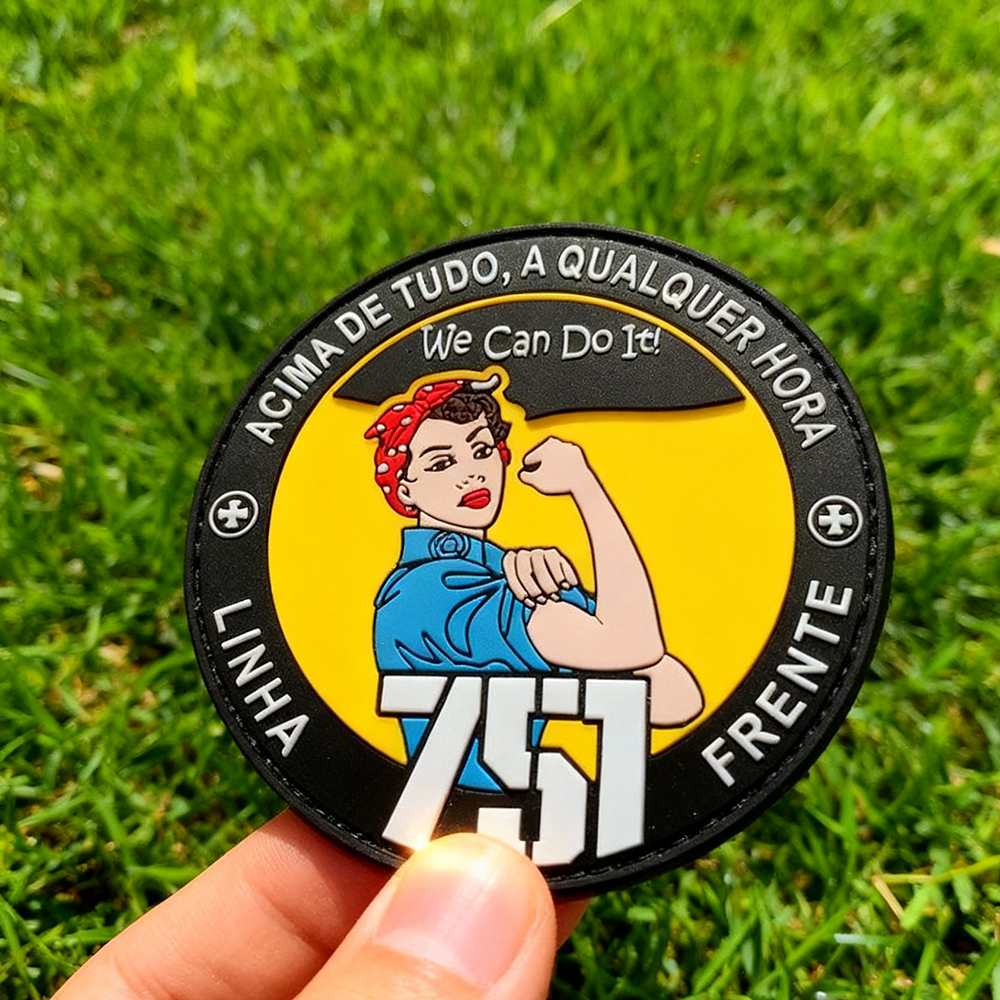 ACIMA DE TUDO, A QUALQUER HORA
We Can Do It!
LINHA
FRENTE
751